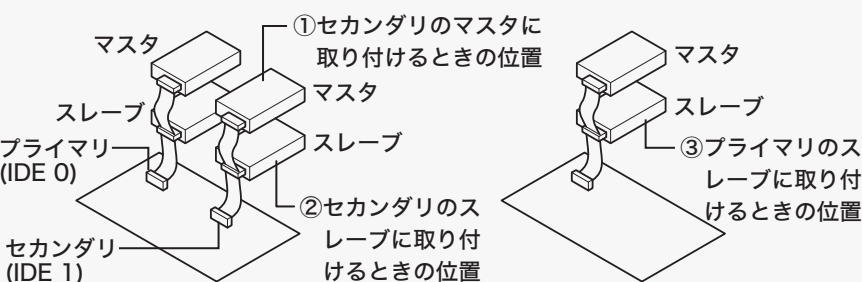 ①セカンダリのマスタに
取り付けるときの位置
マスタ
マスタ
スレーブ
スレーブ
プライマリ
(IDE 0)
②セカンダリのス
レーブに取り付
けるときの位置
セカンダリ
(IDE 1)
マスタ
スレーブ
③プライマリのス
レーブに取り付
けるときの位置